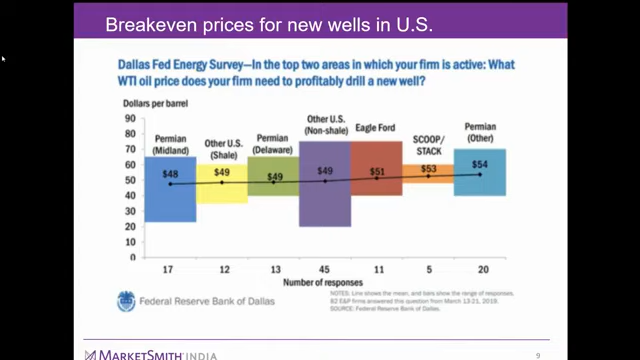 Breakeven prices for new wells in U.S.
Dallas Fed Energy Survey—In the top two areas in which your firm is active: What
WTI oil price does your firm need to profitably drill a new well?
Dollars per barrel
90
80
70
60
50
40
30
20
10
0
Permian
(Midland)
$48
Other U.S.
(Shale)
$49
Permian
(Delaware)
$49
Other U.S.
(Non-shale)
$49
Eagle Ford
$51
SCOOP/
STACK
$53
Permian
(Other)
$54
17 12 13 45 11 5 20
Number of responses
Federal Reserve Bank of Dallas
NOTES: Line shows the mean, and bars show the range of responses.
82 E&P firms answered this question from March 13-21, 2019.
SOURCE: Federal Reserve Bank of Dallas.
MARKETSMITH INDIA
9